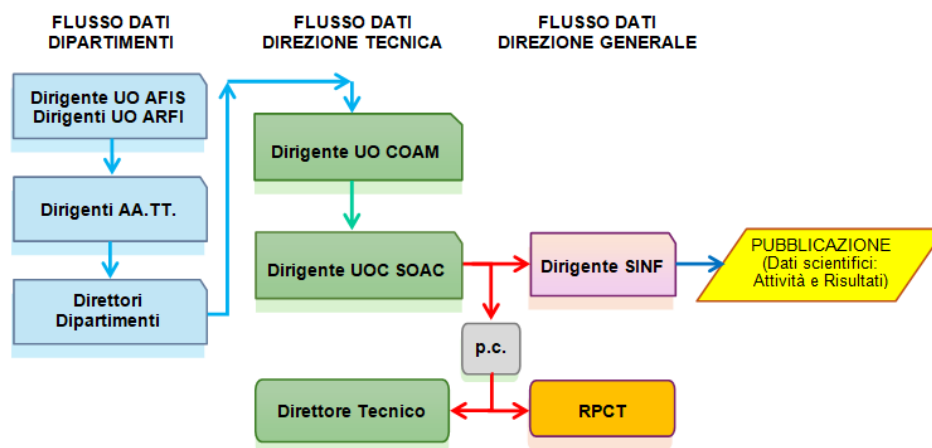 FLUSSO DATI
DIPARTIMENTI
FLUSSO DATI
DIREZIONE TECNICA
FLUSSO DATI
DIREZIONE GENERALE
Dirigente UO AFIS
Dirigenti UO ARFI
Dirigenti AA.TT.
Direttori
Dipartimenti
Dirigente UO COAM
Dirigente UOC SOAC
Dirigente SINF
PUBBLICAZIONE
(Dati scientifici:
Attività e Risultati)
p.c.
Direttore Tecnico
RPCT